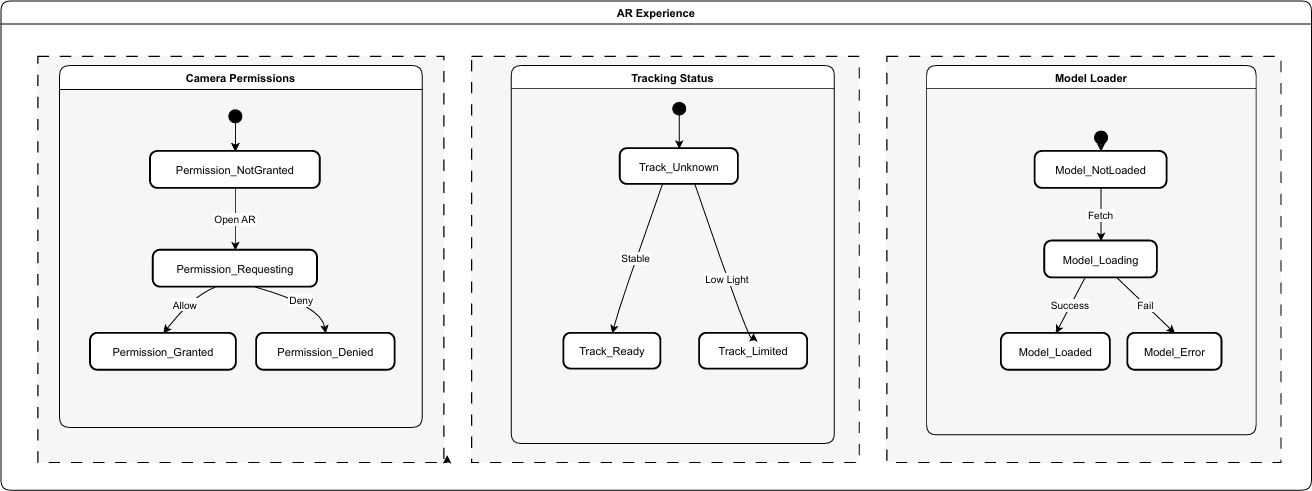 AR Experience
Camera Permissions
Permission_NotGranted
Open AR
Permission_Requesting
Allow
Deny
Permission_Granted
Permission_Denied
Tracking Status
Track_Unknown
Stable
Low Light
Track_Ready
Track_Limited
Model Loader
Model_NotLoaded
Fetch
Model_Loading
Success
Fail
Model_Loaded
Model_Error